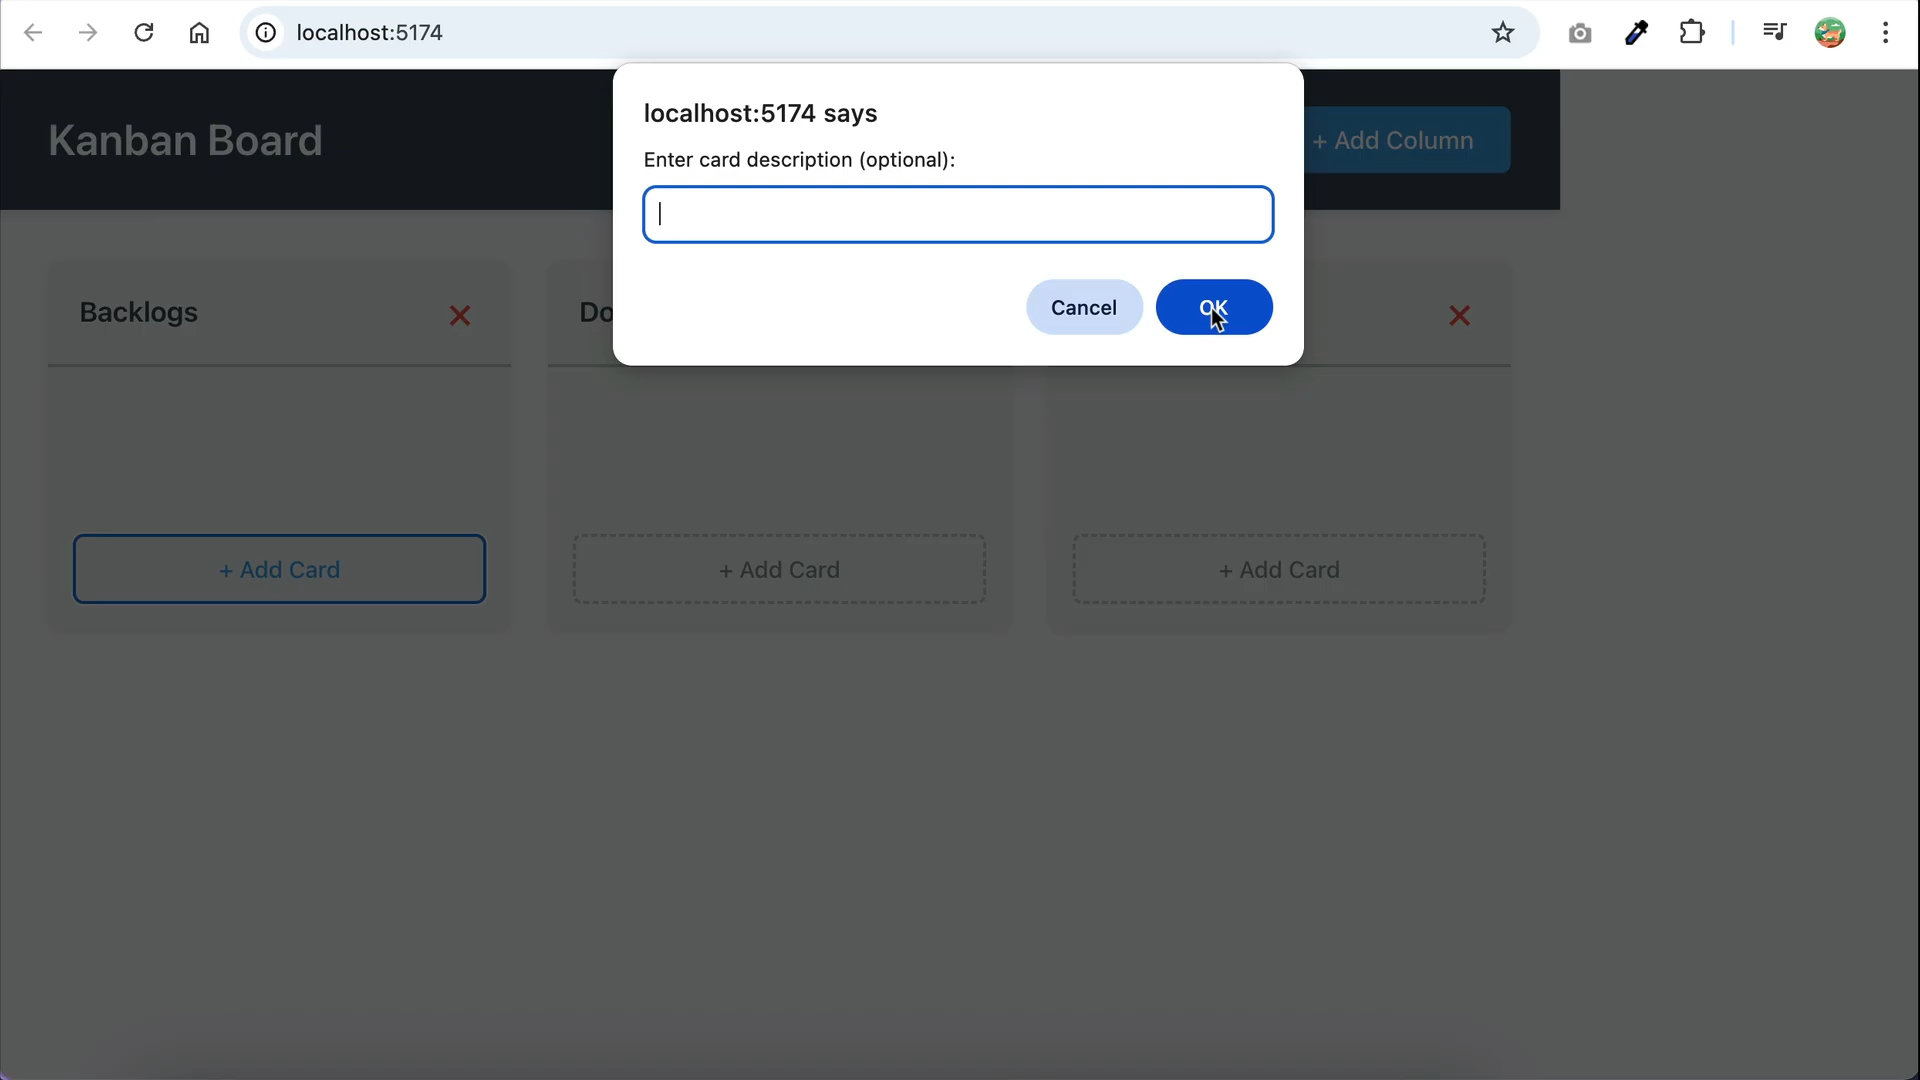 localhost:5174
localhost:5174 says
Enter card description (optional):
Cancel
OK
Kanban Board
+ Add Column
Backlogs
Do
+ Add Card
+ Add Card
+ Add Card